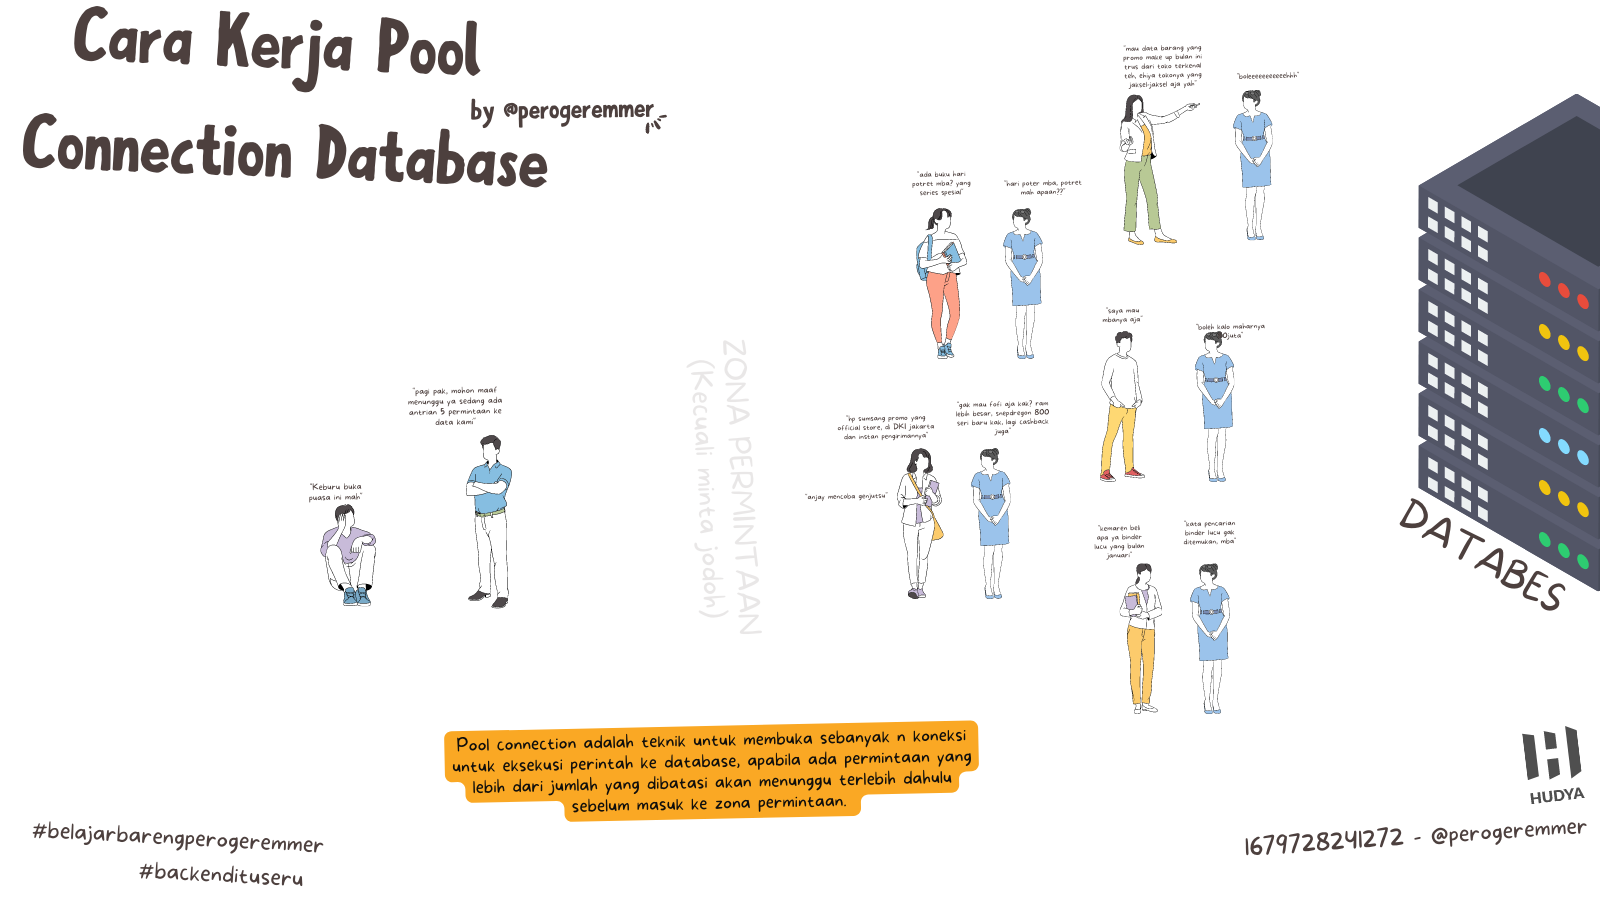 Cara Kerja Pool
Connection Database
by @perogeremmer
"mau data barang yang
promo make up bulan ini
trus dari toko terkenal
teh, ehiya tokonya yang
jaksel-jaksel aja yah"
"boleeeeeeeeeehhh"
"ada buku hari
potret mba? yang
series spesial"
"hari poter mba, potret
mah apaan??"
"saya mau
mbanya aja"
"boleh kalo maharnya
juta"
"pagi pak, mohon maaf
menunggu ya sedang ada
antrian 5 permintaan ke
data kami"
"Keburu buka
puasa ini mah"
ZONA PERMINTAAN
(Kecuali minta jodoh)
"hp sumsang promo yang
official store, di DKI jakarta
dan instan pengirimannya"
"gak mau fofi aja kak? ram
lebih besar, snepdregon 800
seri baru kak, lagi cashback
juga"
"anjay mencoba genjutsu"
"kemaren beli
apa ya binder
lucu yang bulan
januari"
"kata pencarian
binder lucu gak
ditemukan, mba"
DATABES
Pool connection adalah teknik untuk membuka sebanyak n koneksi
untuk eksekusi perintah ke database, apabila ada permintaan yang
lebih dari jumlah yang dibatasi akan menunggu terlebih dahulu
sebelum masuk ke zona permintaan.
#belajarbarengperogeremmer
#backendituseru
HUDYA
1679728241272 - @perogeremmer